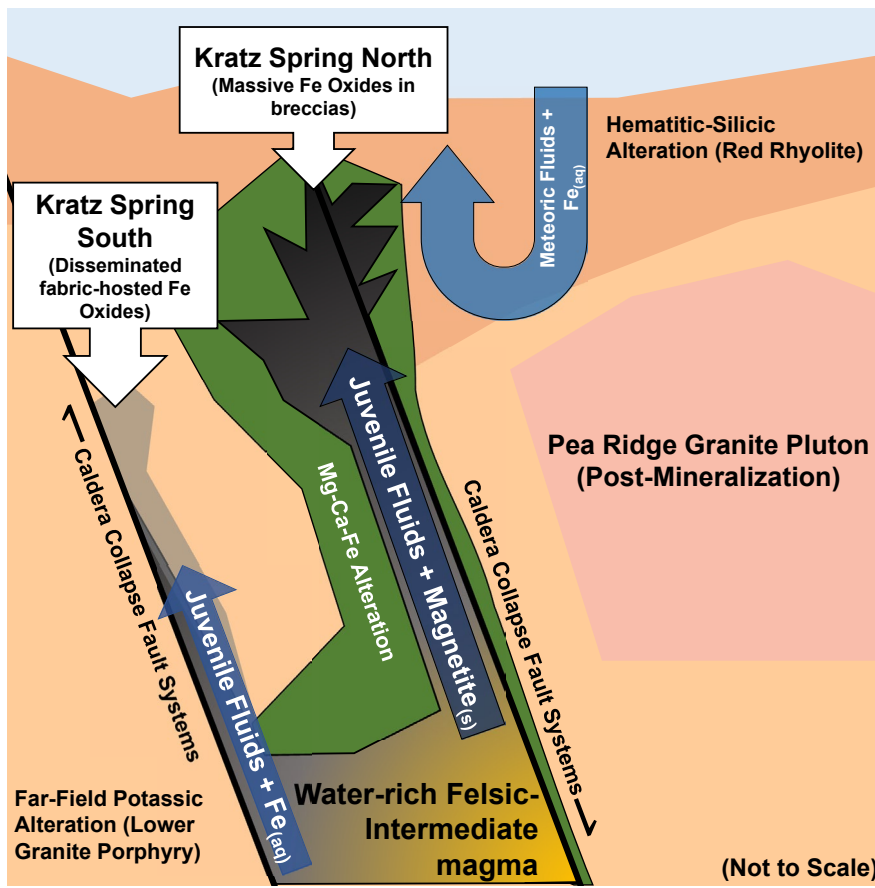 Kratz Spring North
(Massive Fe Oxides in
breccias)
Kratz Spring
South
(Disseminated
fabric-hosted Fe
Oxides)
Meteoric Fluids +
Fe(aq)
Hematitic-Silicic
Alteration (Red Rhyolite)
Pea Ridge Granite Pluton
(Post-Mineralization)
Caldera Collapse Fault Systems
Juvenile Fluids + Fe(aq)
Mg-Ca-Fe Alteration
Juvenile Fluids + Magnetite(s)
Caldera Collapse Fault Systems
Far-Field Potassic
Alteration (Lower
Granite Porphyry)
Water-rich Felsic-
Intermediate
magma
(Not to Scale)